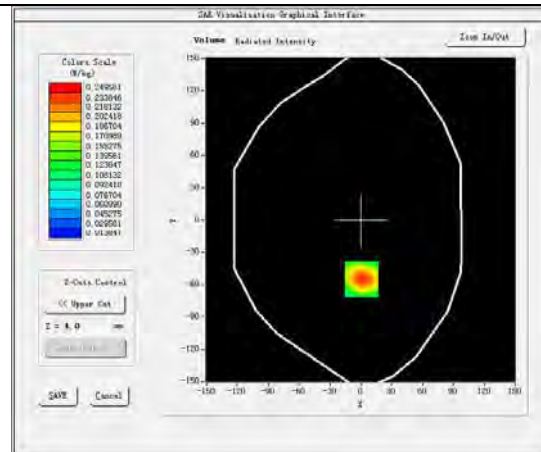 SAR Visualisation Graphical Interface
Volume Radiated Intensity
Zoom In/Out
Colors Scale
(W/kg)
0.249561
0.233846
0.218132
0.202418
0.186704
0.170989
0.155275
0.139561
0.123847
0.108132
0.092418
0.076704
0.060990
0.045275
0.029561
0.013847
150
120
90
60
30
0
-30
-60
-90
-120
-150
Y
-150 -120 -90 -60 -30 0 30 60 90 120 150
X
Z-Cuts Control
<< Upper Cut
Z = 4.0 mm
SAVE
Cancel